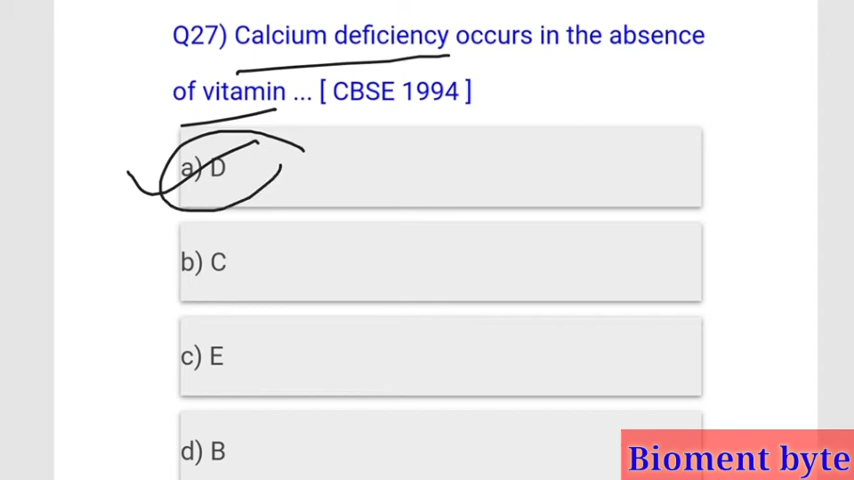 Q27) Calcium deficiency occurs in the absence
of vitamin ... [ CBSE 1994 ]
a) D
b) C
c) E
d) B
Bioment byte